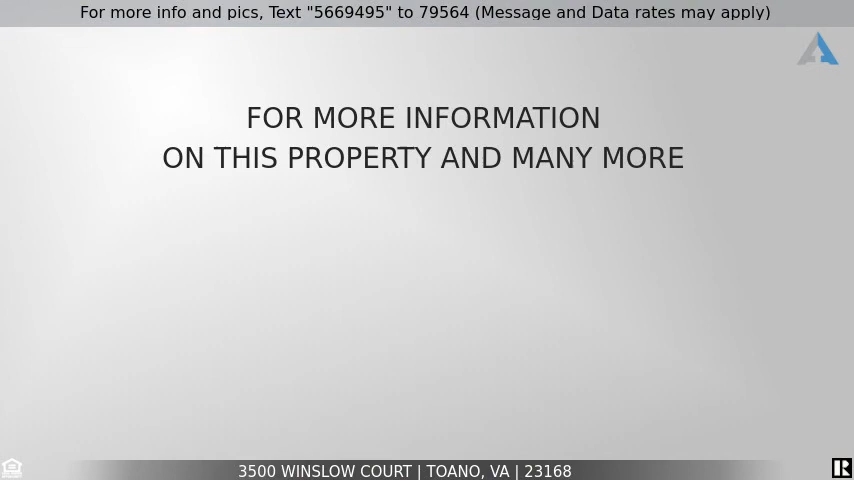 For more info and pics, Text "5669495" to 79564 (Message and Data rates may apply)
FOR MORE INFORMATION
ON THIS PROPERTY AND MANY MORE
3500 WINSLOW COURT | TOANO, VA | 23168